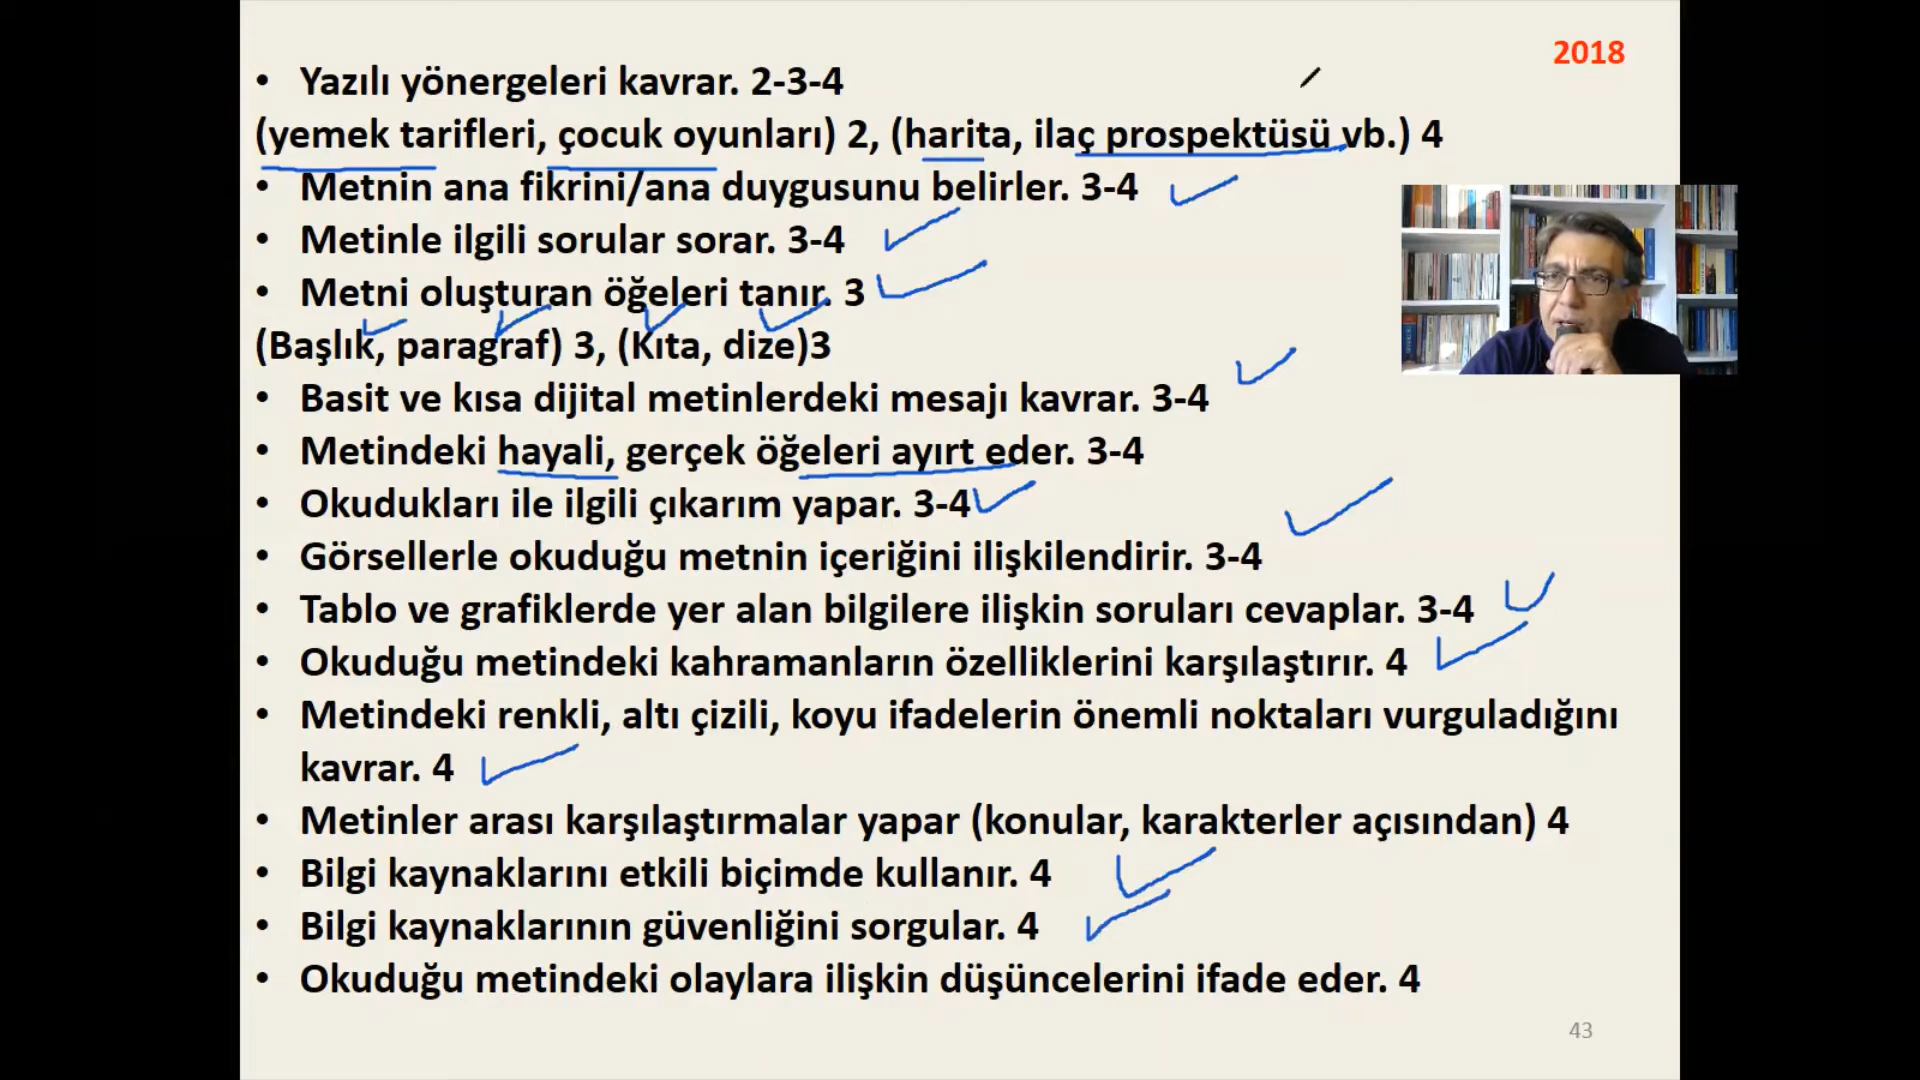 2018
• Yazılı yönergeleri kavrar. 2-3-4
(yemek tarifleri, çocuk oyunları) 2, (harita, ilaç prospektüsü vb.) 4
• Metnin ana fikrini/ana duygusunu belirler. 3-4
• Metinle ilgili sorular sorar. 3-4
• Metni oluşturan öğeleri tanır. 3
(Başlık, paragraf) 3, (Kıta, dize)3
• Basit ve kısa dijital metinlerdeki mesajı kavrar. 3-4
• Metindeki hayali, gerçek öğeleri ayırt eder. 3-4
• Okudukları ile ilgili çıkarım yapar. 3-4
• Görsellerle okuduğu metnin içeriğini ilişkilendirir. 3-4
• Tablo ve grafiklerde yer alan bilgilere ilişkin soruları cevaplar. 3-4
• Okuduğu metindeki kahramanların özelliklerini karşılaştırır. 4
• Metindeki renkli, altı çizili, koyu ifadelerin önemli noktaları vurguladığını
kavrar. 4
• Metinler arası karşılaştırmalar yapar (konular, karakterler açısından) 4
• Bilgi kaynaklarını etkili biçimde kullanır. 4
• Bilgi kaynaklarının güvenliğini sorgular. 4
• Okuduğu metindeki olaylara ilişkin düşüncelerini ifade eder. 4
43